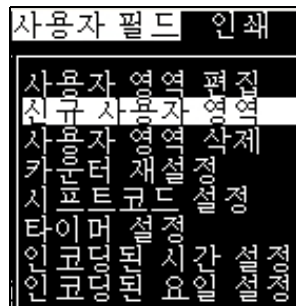 사용자 필드 인쇄
사용자 영역 편집
신규 사용자 영역
사용자 영역 삭제
카운터 재설정
시프트코드 설정
타이머 설정
인코딩된 시간 설정
인코딩된 요일 설정